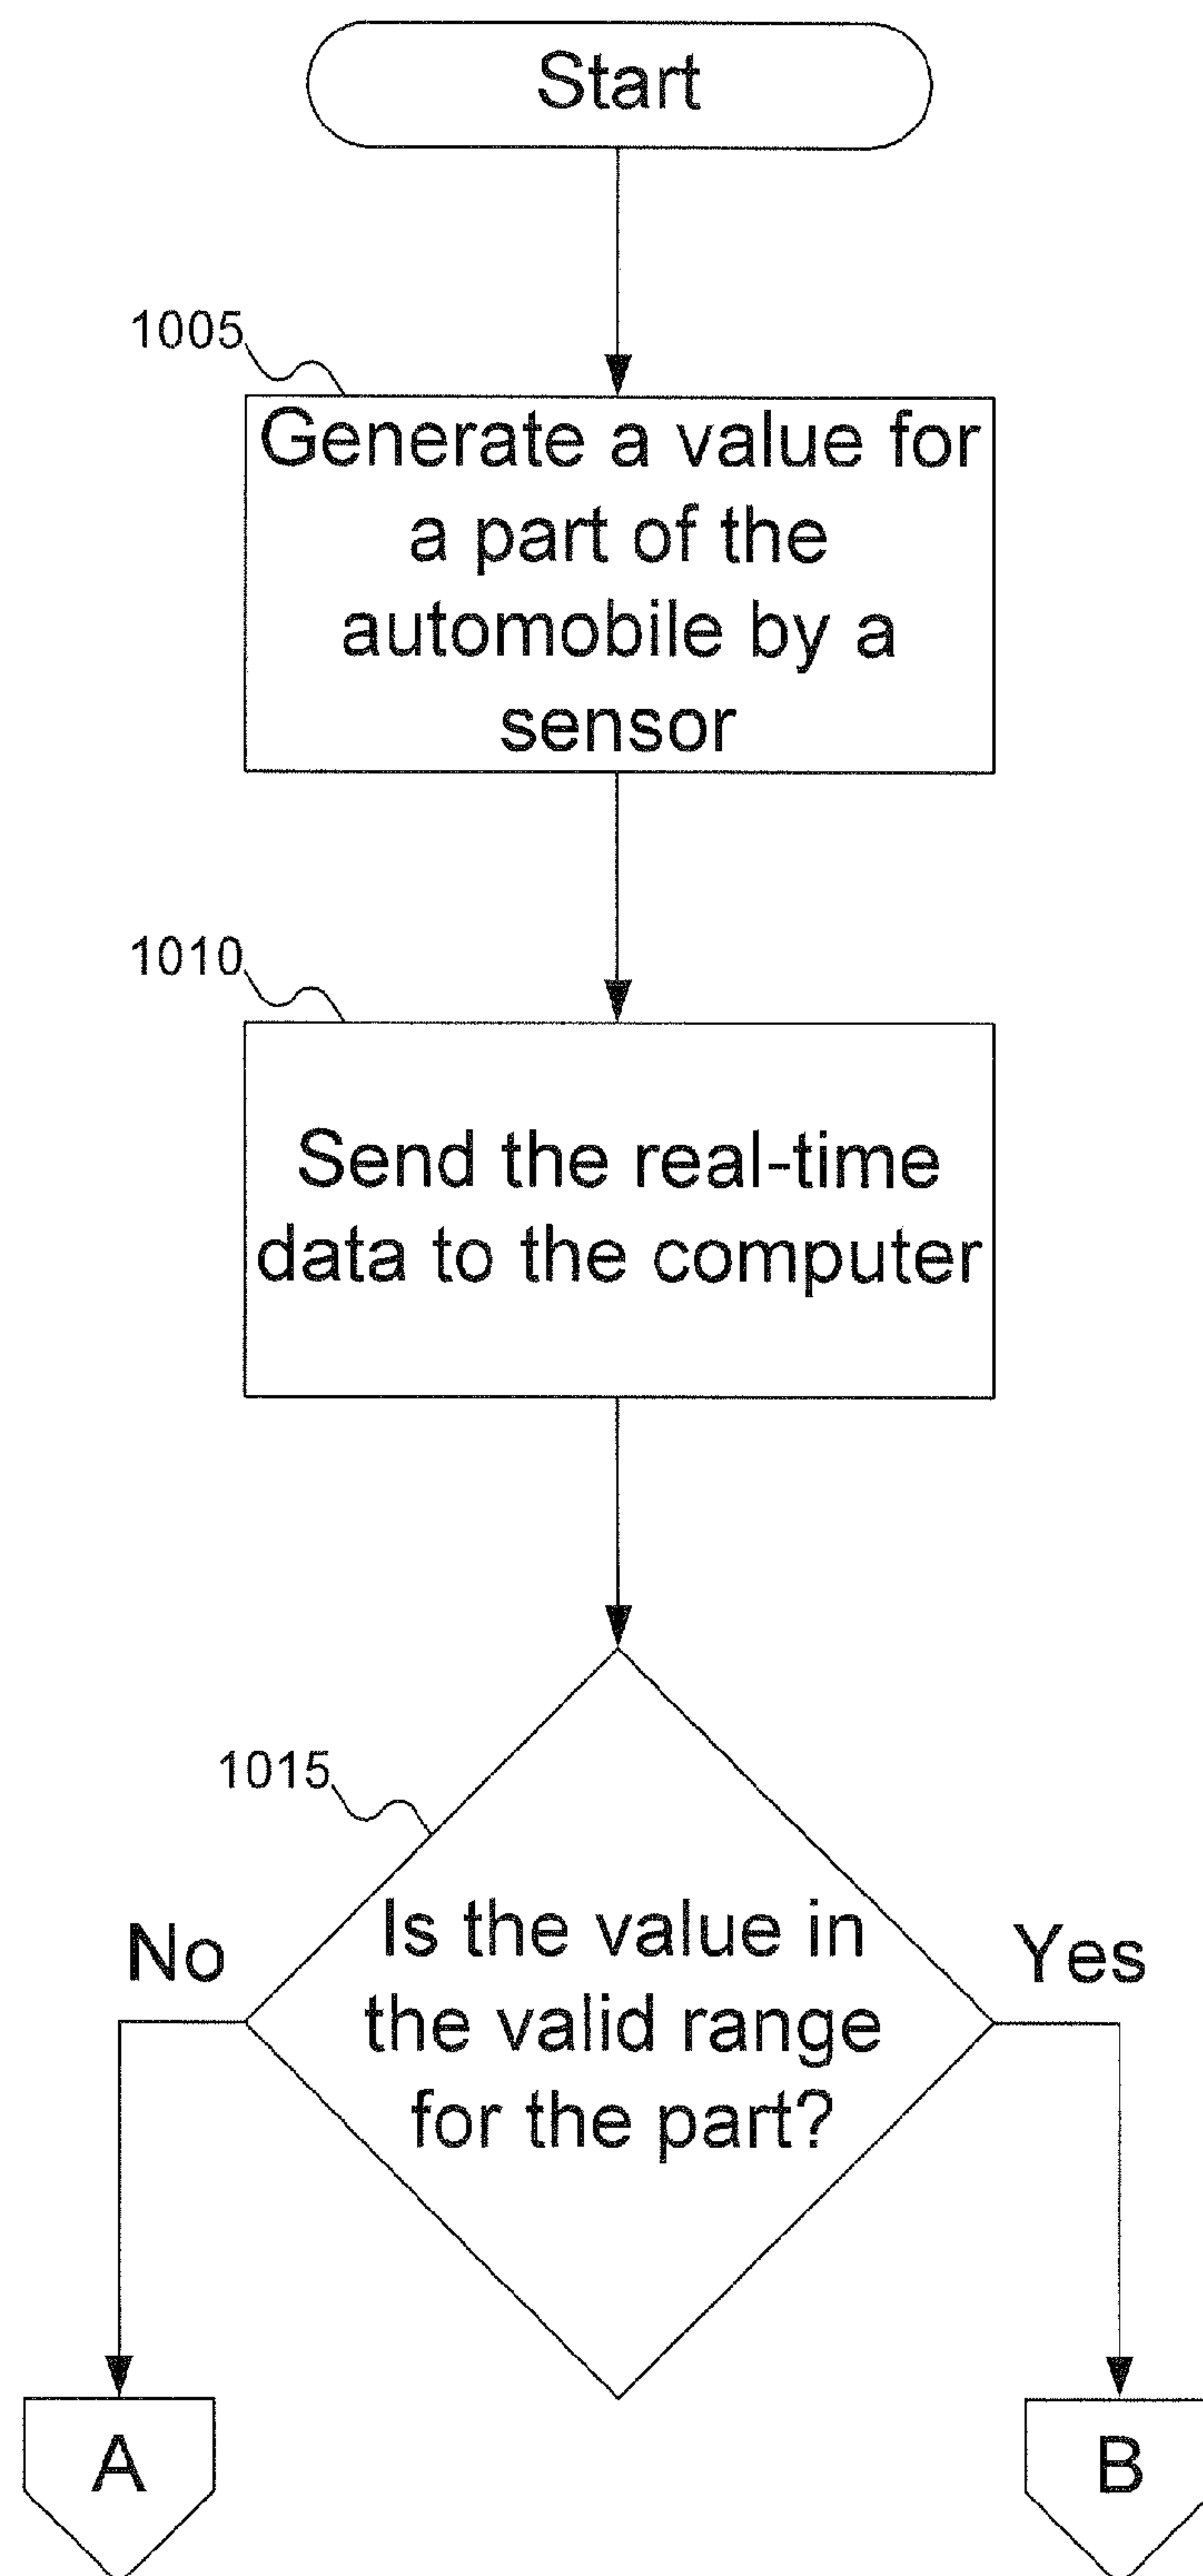 Start
1005
Generate a value for
a part of the
automobile by a
sensor
1010
Send the real-time
data to the computer
1015
Is the value in
the valid range
for the part?
No
Yes
A
B